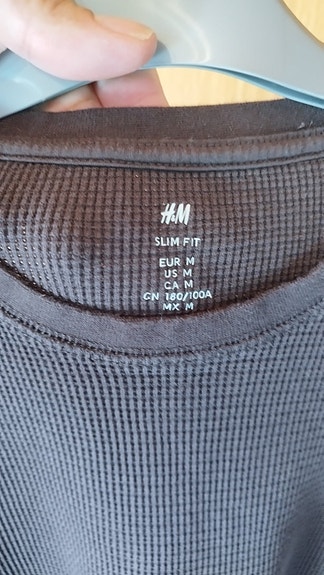 H&M
SLIM FIT
EUR M
US M
CA M
CN 180/100A
MX M